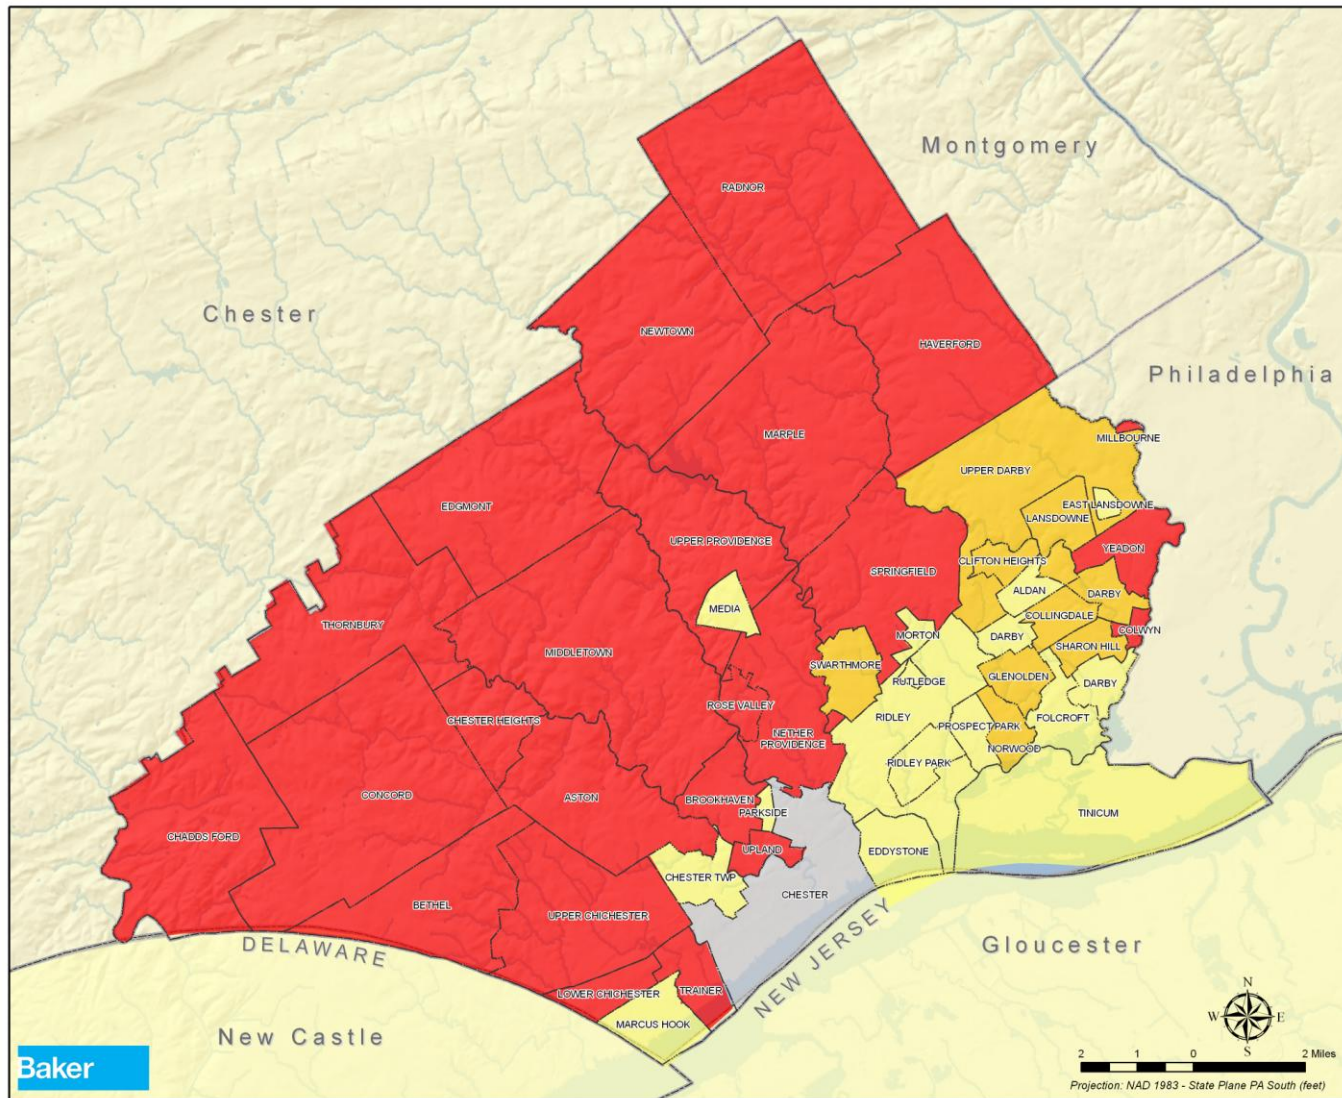 Montgomery
RADNOR
Chester
NEWTOWN
HAVERFORD
Philadelphia
MARPLE
MILLBOURNE
UPPER DARBY
EDGMONT
EAST LANSDOWNE
LANSDOWNE
UPPER PROVIDENCE
YEADON
CLIFTON HEIGHTS
SPRINGFIELD
ALDAN
DARBY
MEDIA
COLLINGDALE
THORNBURY
MORTON
DARBY
COLWYN
SHARON HILL
MIDDLETOWN
SWARTHMORE
RUTLEDGE
GLENOLDEN
DARBY
ROSE VALLEY
CHESTER HEIGHTS
RIDLEY
FOLCROFT
PROSPECT PARK
NETHER
PROVIDENCE
NORWOOD
RIDLEY PARK
CONCORD
ASTON
BROOKHAVEN
PARKSIDE
TINICUM
CHADDS FORD
UPLAND
EDDYSTONE
CHESTER TWP
CHESTER
BETHEL
UPPER CHICHESTER
DELAWARE
NEW JERSEY
Gloucester
LOWER CHICHESTER
TRAINER
MARCUS HOOK
New Castle
N
W E
S
Baker
2 1 0 2 Miles
Projection: NAD 1983 - State Plane PA South (feet)